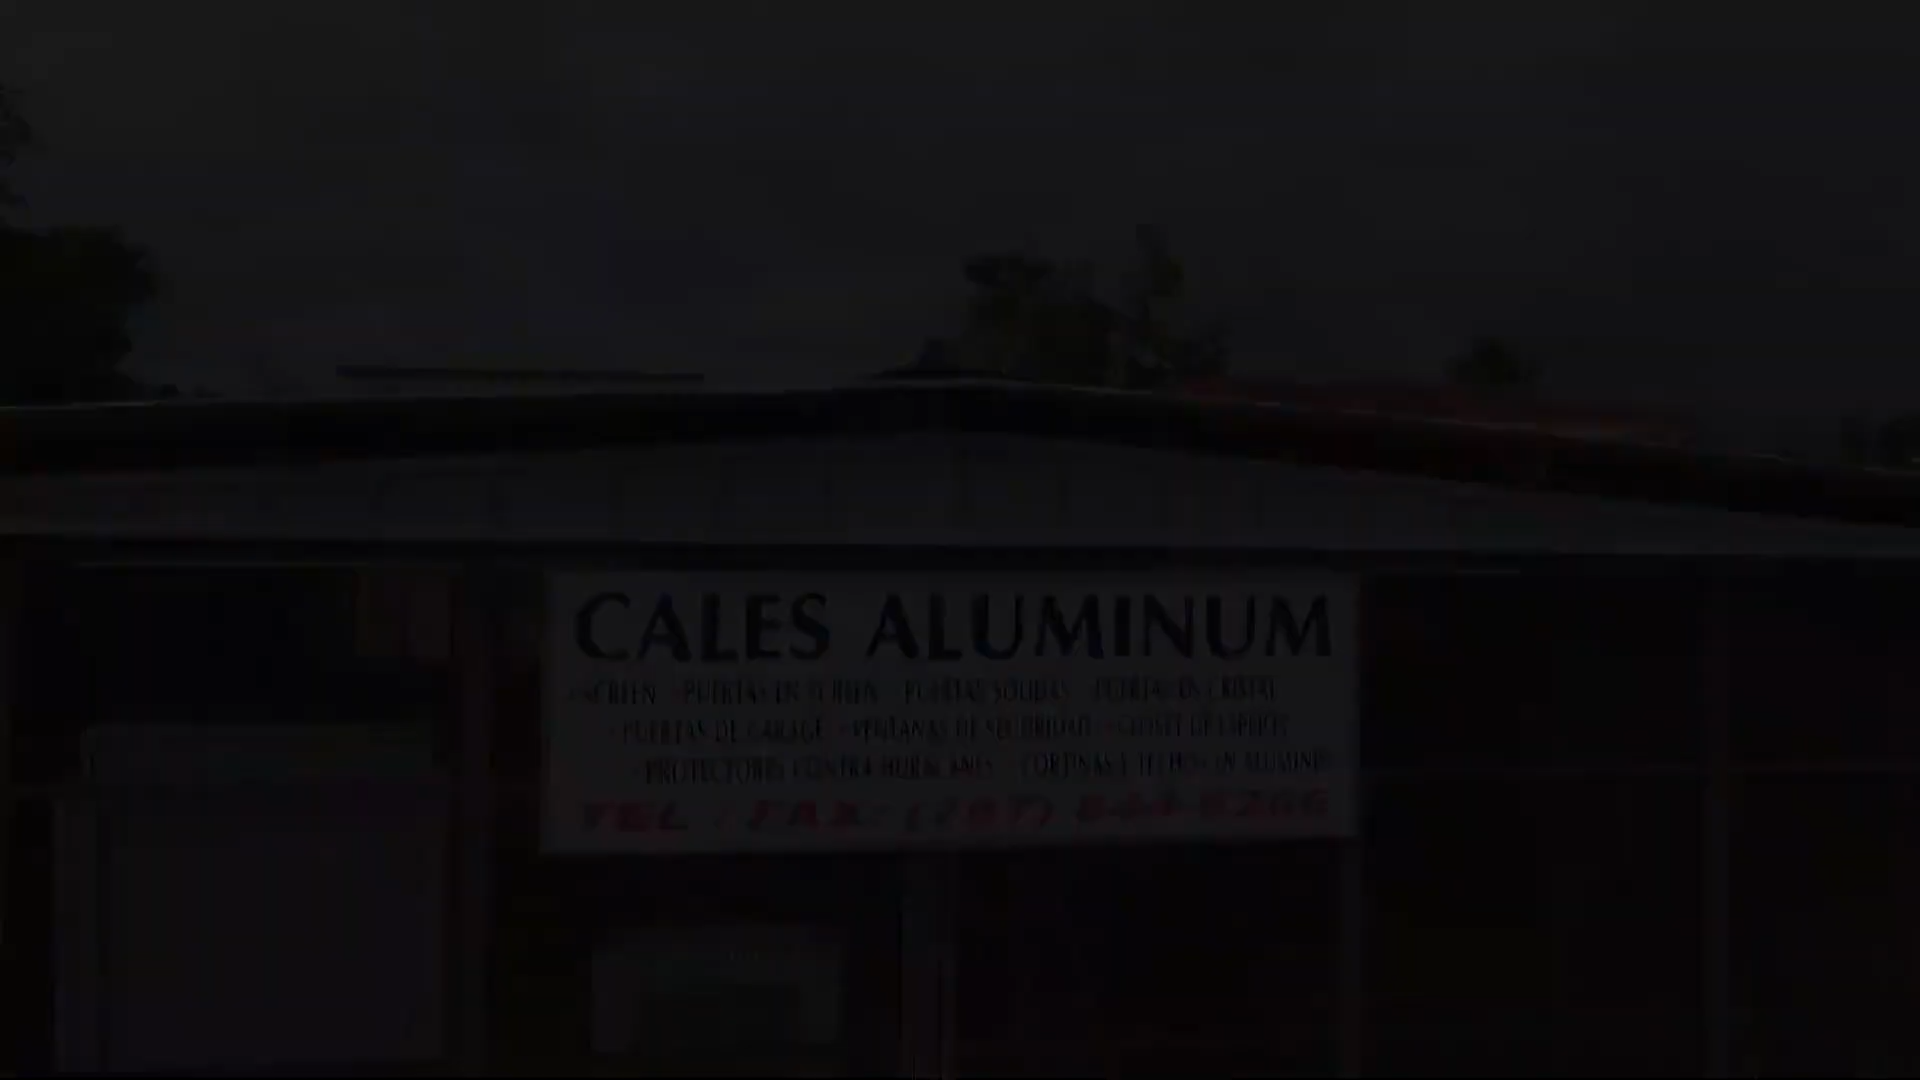 CALES ALUMINUM
SCREEN PUERTAS EN SCREEN PUERTAS SOLIDAS PUERTAS EN CRISTAL
PUERTAS DE GARAGE VENTANAS DE SEGURIDAD CLOSET DE ESPEJOS
PROTECTORES CONTRA HURACANES CORTINAS Y TECHOS EN ALUMINIO
TEL / FAX: (787)